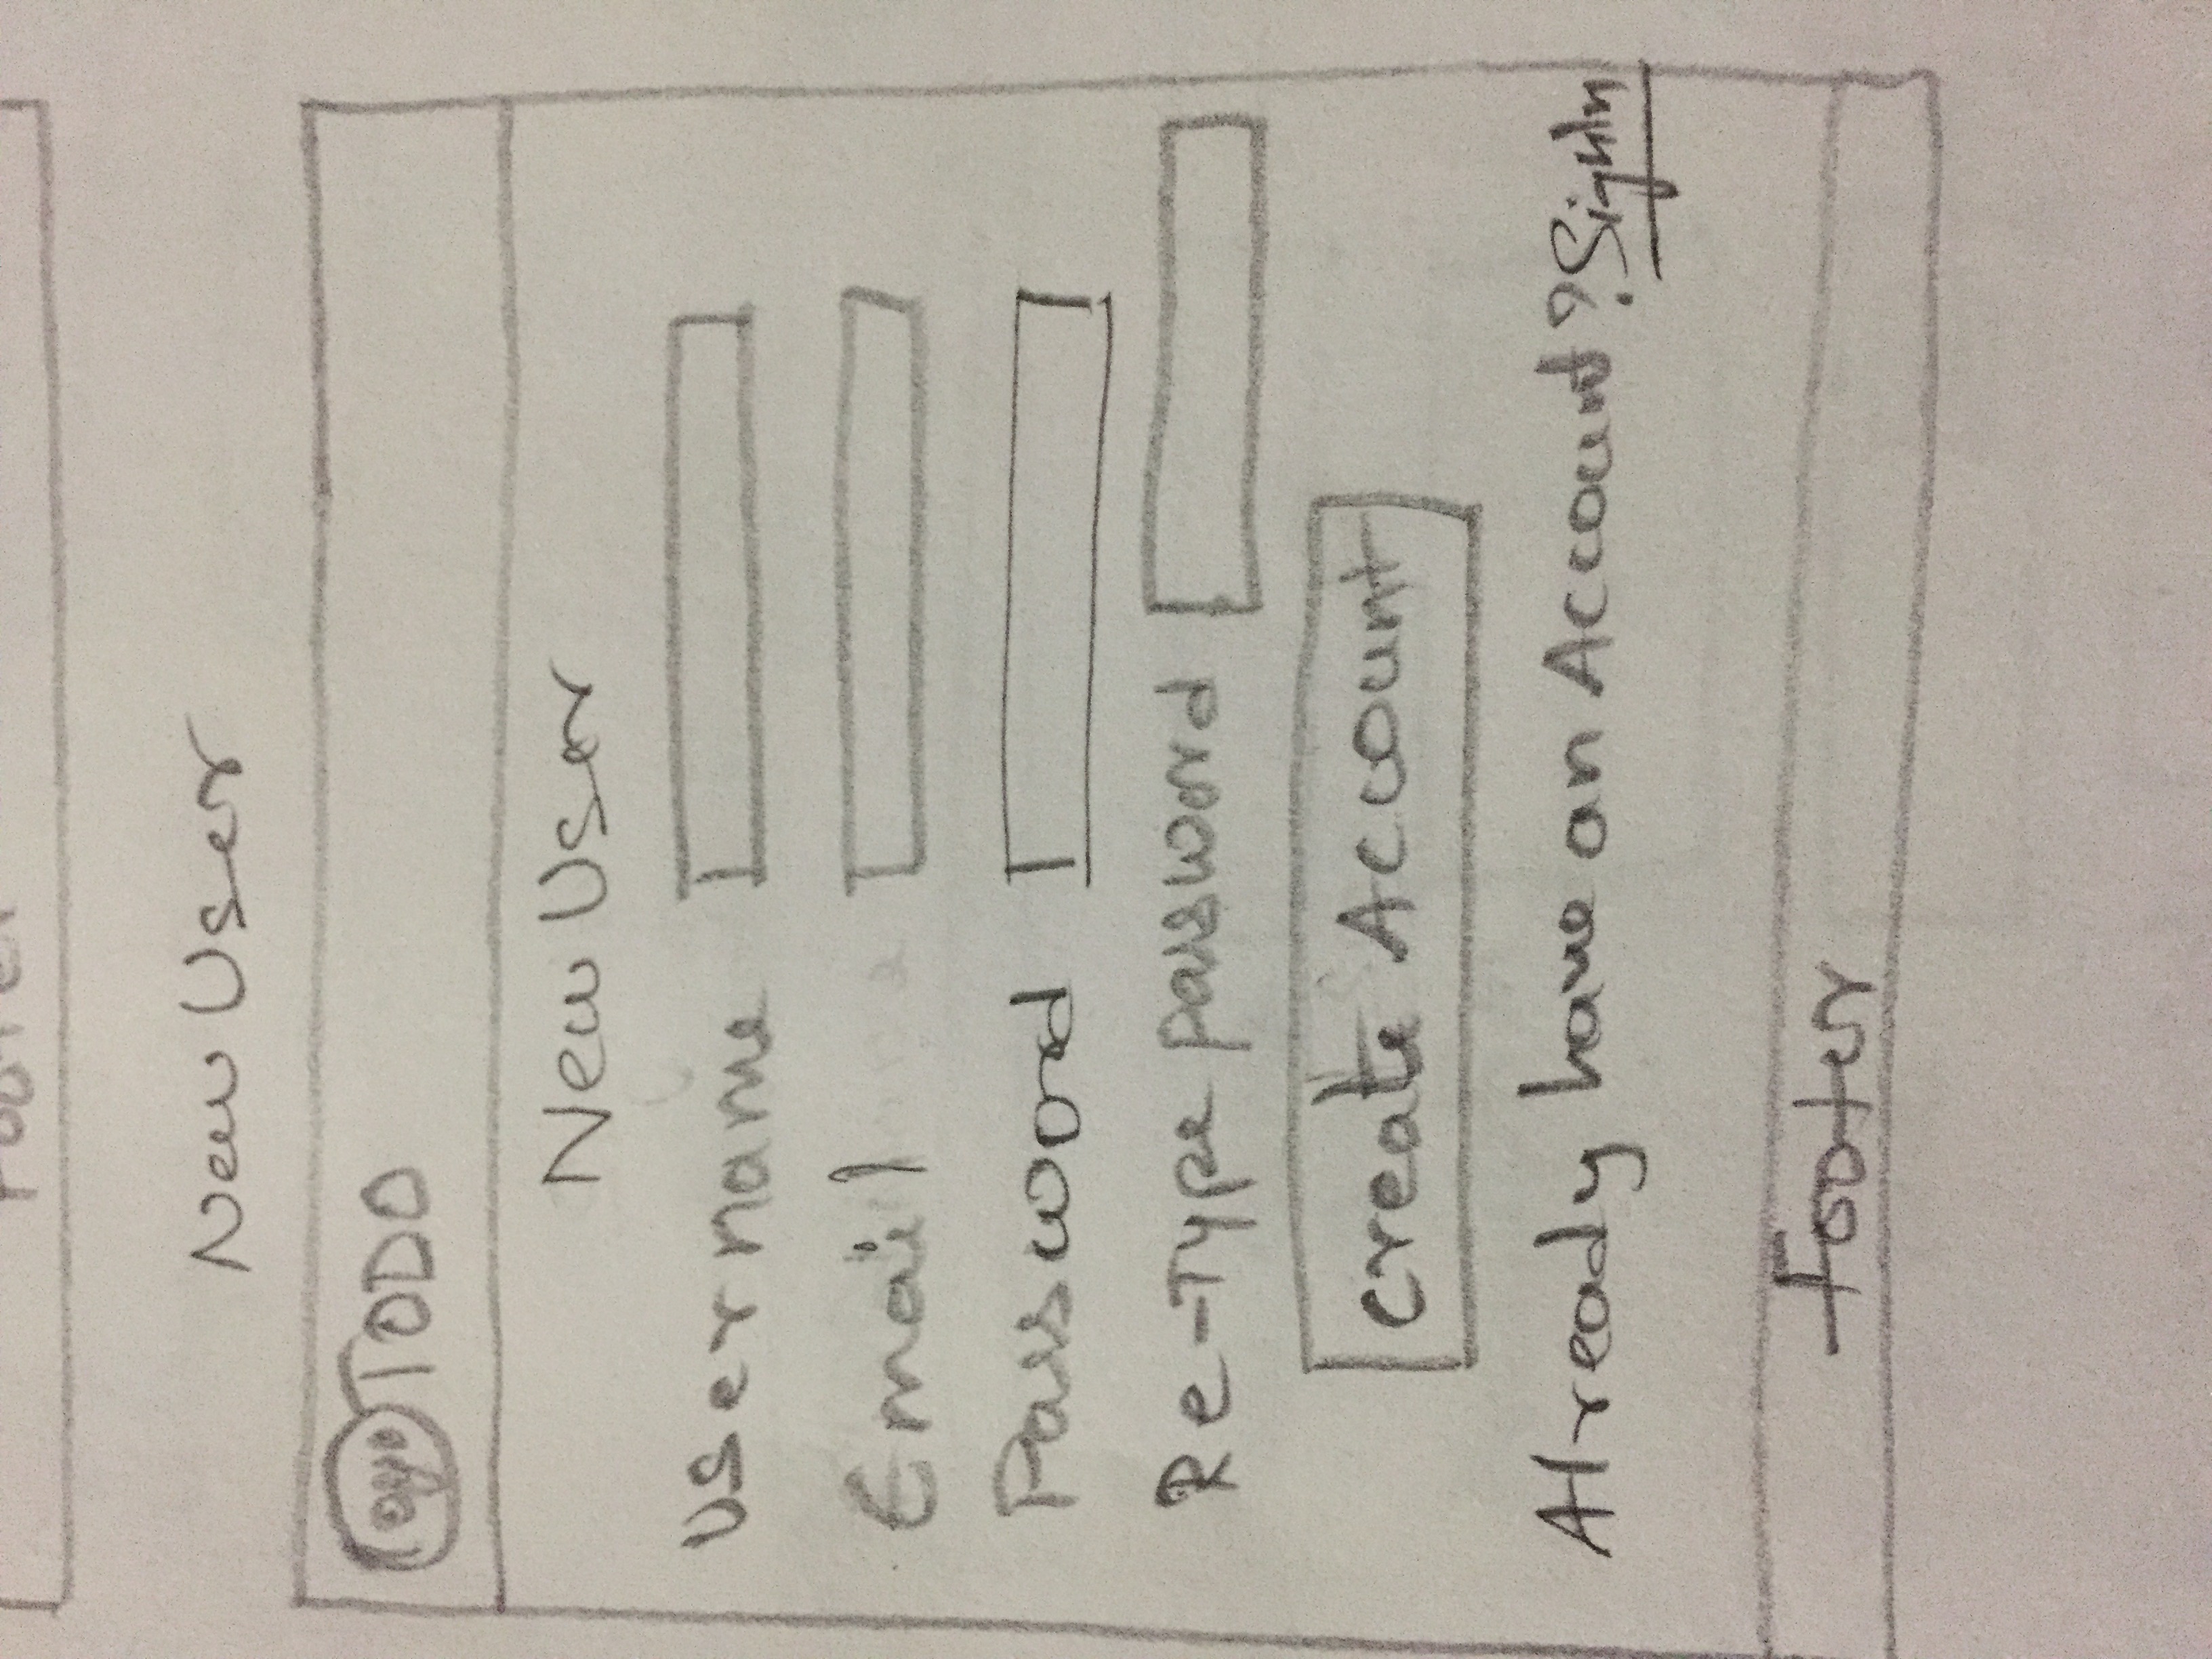 Footer
New User
logo TODO
New User
Username
Email
Password
Re-Type password
Create Account
Already have an Account? SignIn
Footer